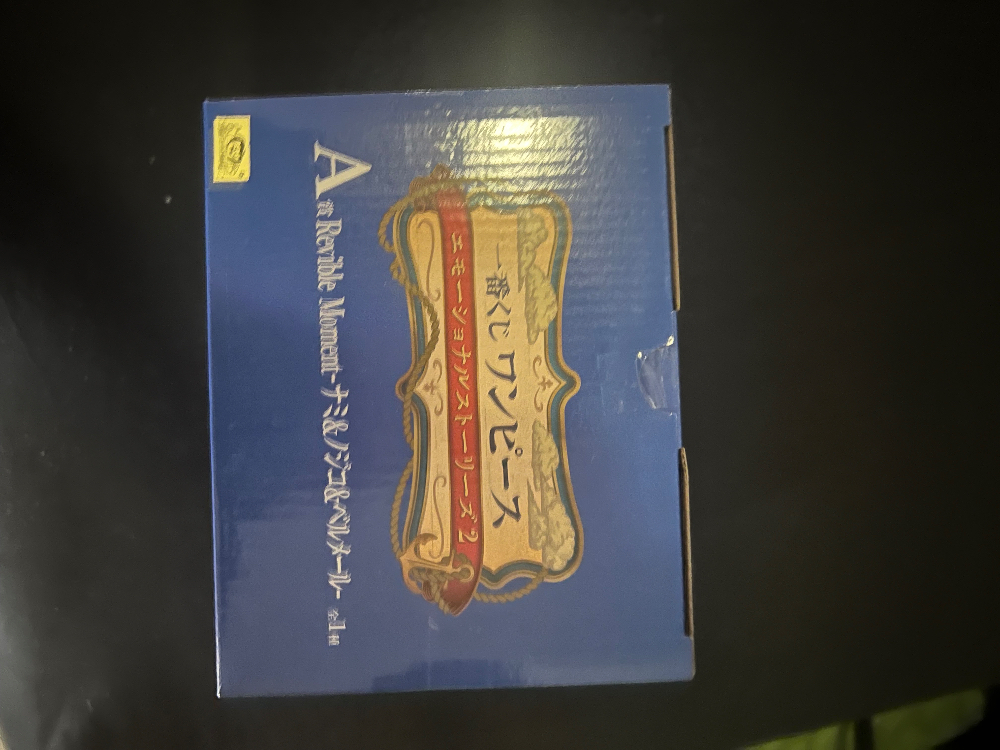 一番くじ ワンピース
エモーショナルストーリーズ2
A賞 Revible Moment-ナミ&ノジコ&ベルメール- 全1種